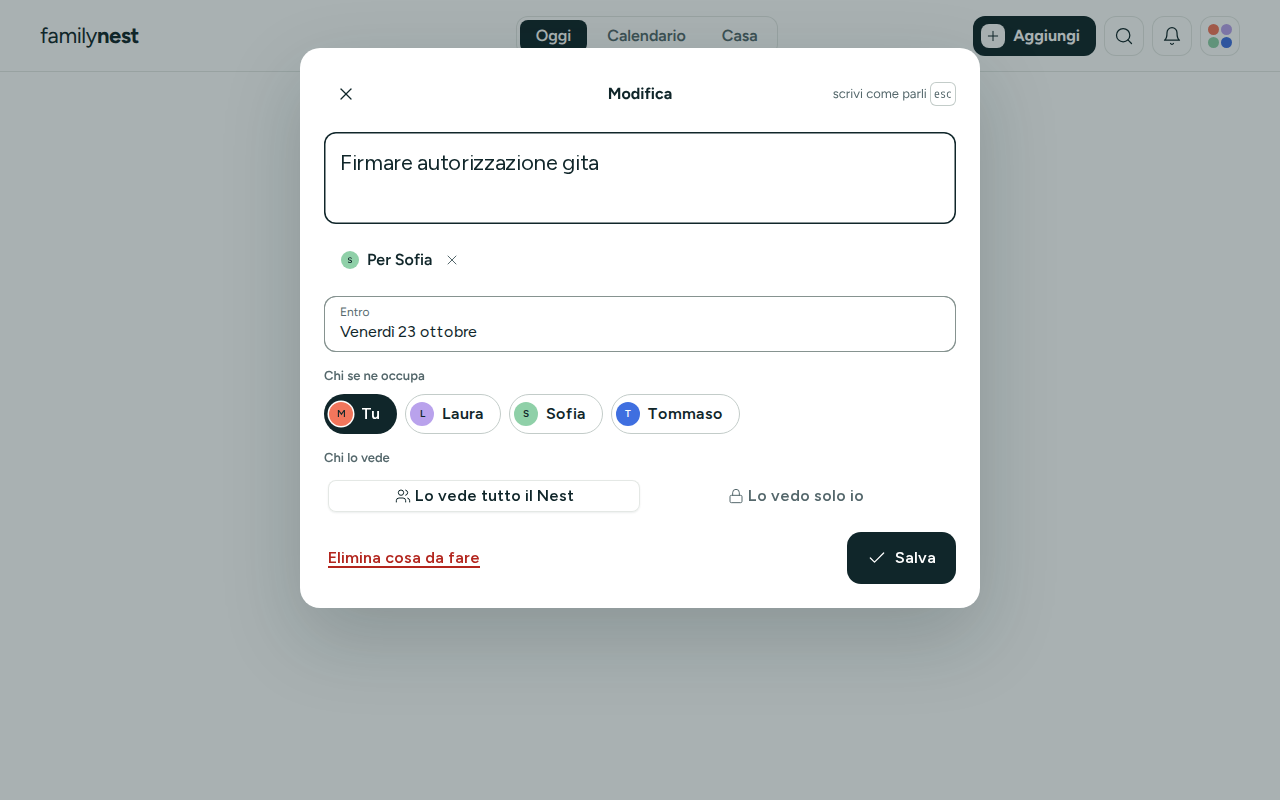 familynest
Oggi
Calendario
Casa
Aggiungi
Modifica
scrivi come parli esc
Firmare autorizzazione gita
S Per Sofia
Entro
Venerdì 23 ottobre
Chi se ne occupa
M Tu
L Laura
S Sofia
T Tommaso
Chi lo vede
Lo vede tutto il Nest
Lo vedo solo io
Elimina cosa da fare
Salva